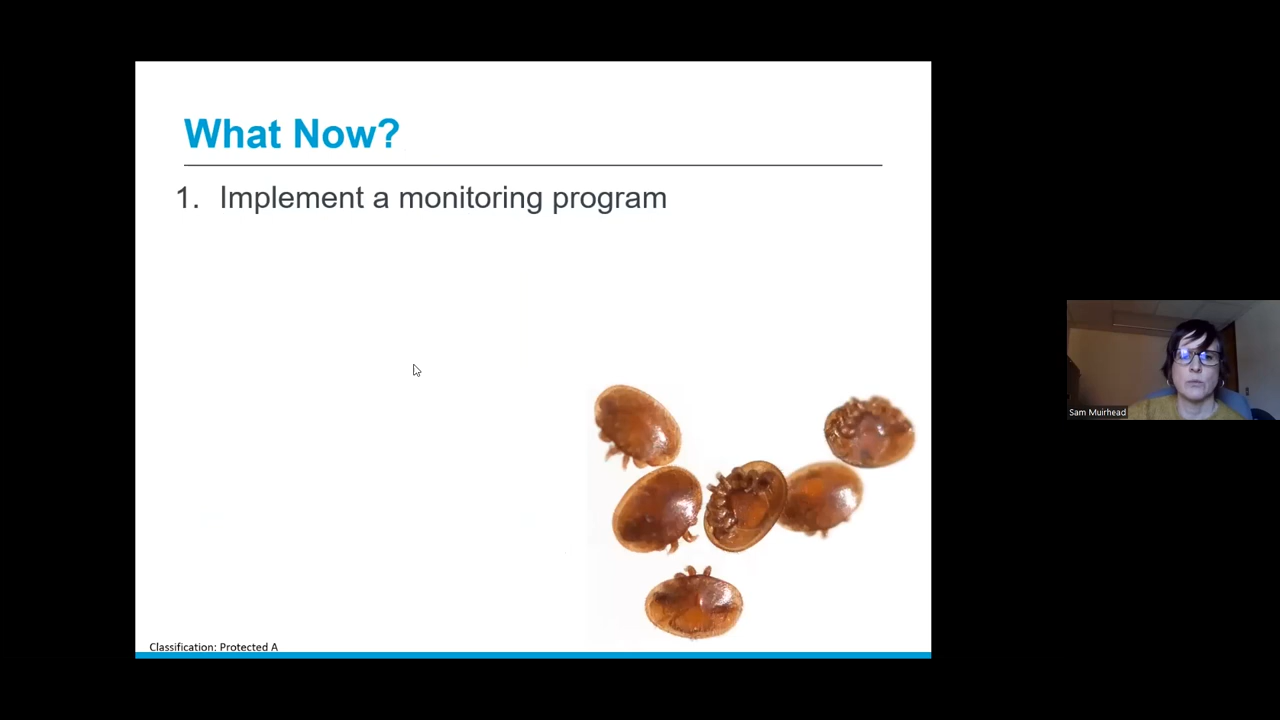 What Now?
1. Implement a monitoring program
Sam Muirhead
Classification: Protected A